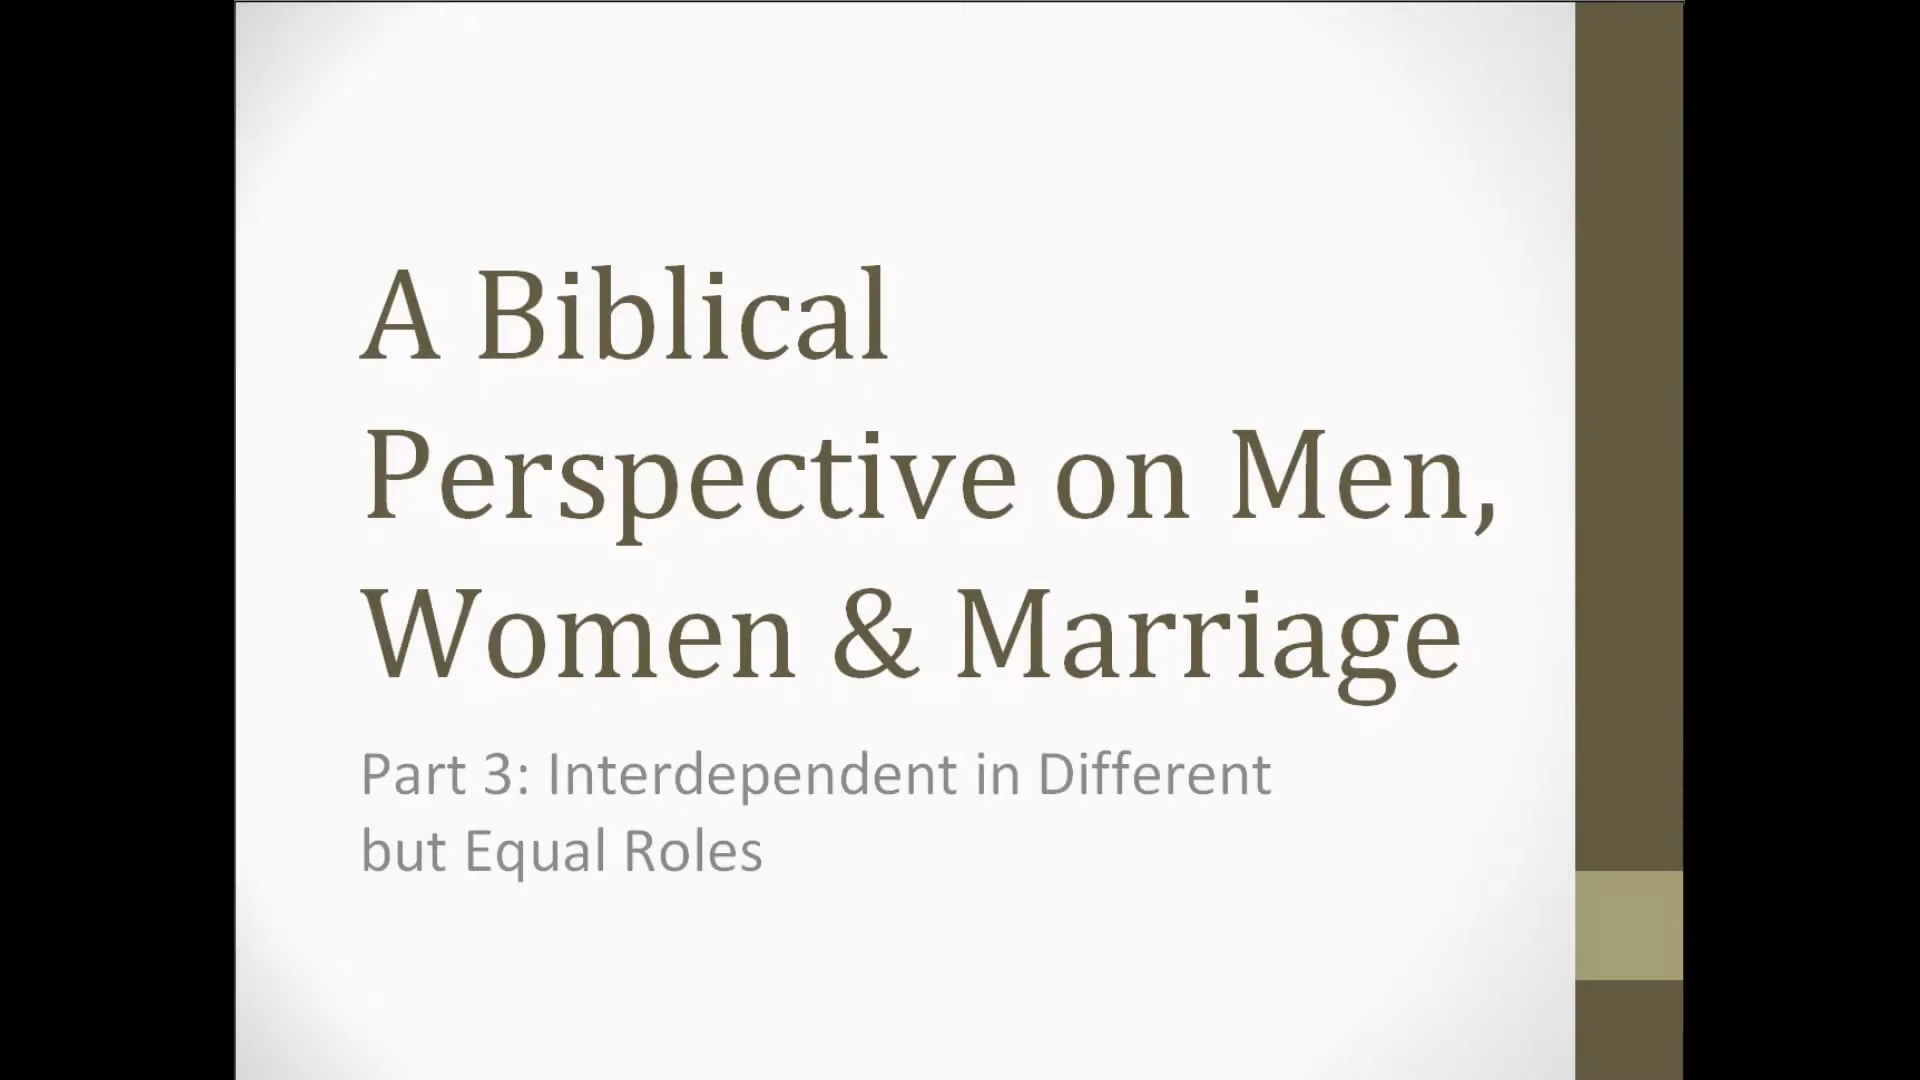 A Biblical
Perspective on Men,
Women & Marriage
Part 3: Interdependent in Different
but Equal Roles